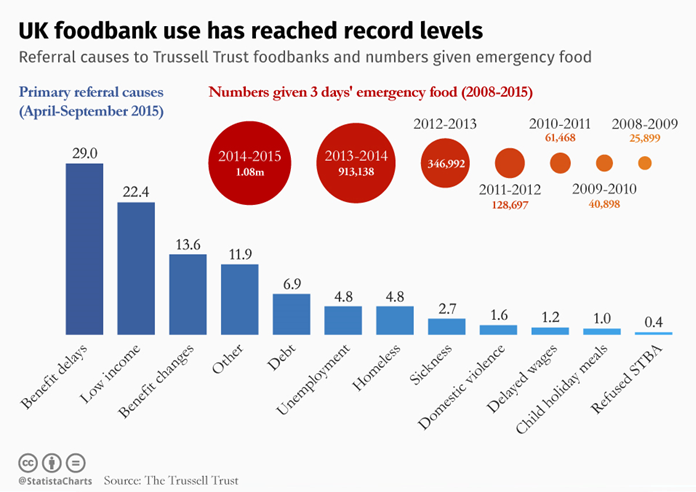 UK foodbank use has reached record levels
Referral causes to Trussell Trust foodbanks and numbers given emergency food
Primary referral causes
(April-September 2015)
Numbers given 3 days' emergency food (2008-2015)
2014-2015
1.08m
2013-2014
913,138
2012-2013
346,992
2011-2012
128,697
2010-2011
61,468
2009-2010
40,898
2008-2009
25,899
29.0
22.4
13.6
11.9
6.9
4.8
4.8
2.7
1.6
1.2
1.0
0.4
Benefit delays
Low income
Benefit changes
Other
Debt
Unemployment
Homeless
Sickness
Domestic violence
Delayed wages
Child holiday meals
Refused STBA
cc
@StatistaCharts Source: The Trussell Trust